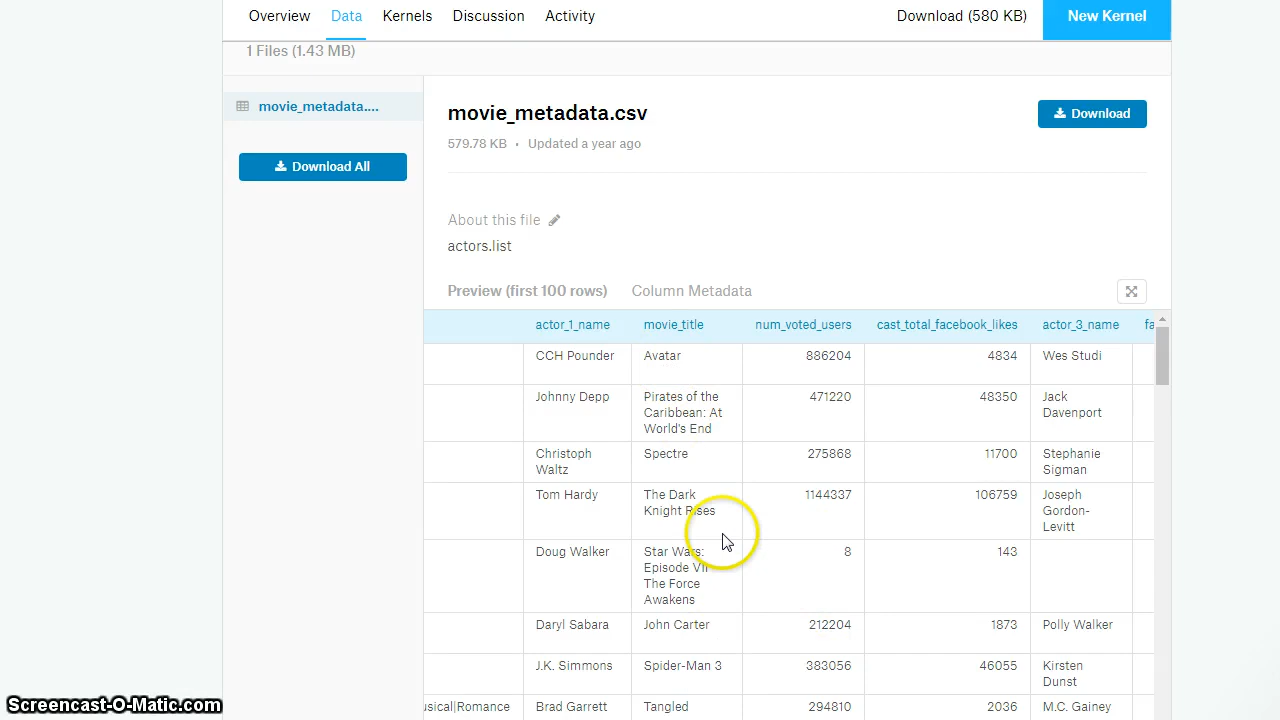 Overview Data Kernels Discussion Activity Download (580 KB) New Kernel
1 Files (1.43 MB)
movie_metadata....
Download All
movie_metadata.csv
Download
579.78 KB • Updated a year ago
About this file
actors.list
Preview (first 100 rows) Column Metadata
actor_1_name movie_title num_voted_users cast_total_facebook_likes actor_3_name fa
CCH Pounder Avatar 886204 4834 Wes Studi
Johnny Depp Pirates of the 471220 48350 Jack
Caribbean: At Davenport
World's End
Christoph Spectre 275868 11700 Stephanie
Waltz Sigman
Tom Hardy The Dark 1144337 106759 Joseph
Knight Rises Gordon-
Levitt
Doug Walker Star Wars: 8 143
Episode VII
The Force
Awakens
Daryl Sabara John Carter 212204 1873 Polly Walker
J.K. Simmons Spider-Man 3 383056 46055 Kirsten
Dunst
usical|Romance Brad Garrett Tangled 294810 2036 M.C. Gainey
Screencast-O-Matic.com